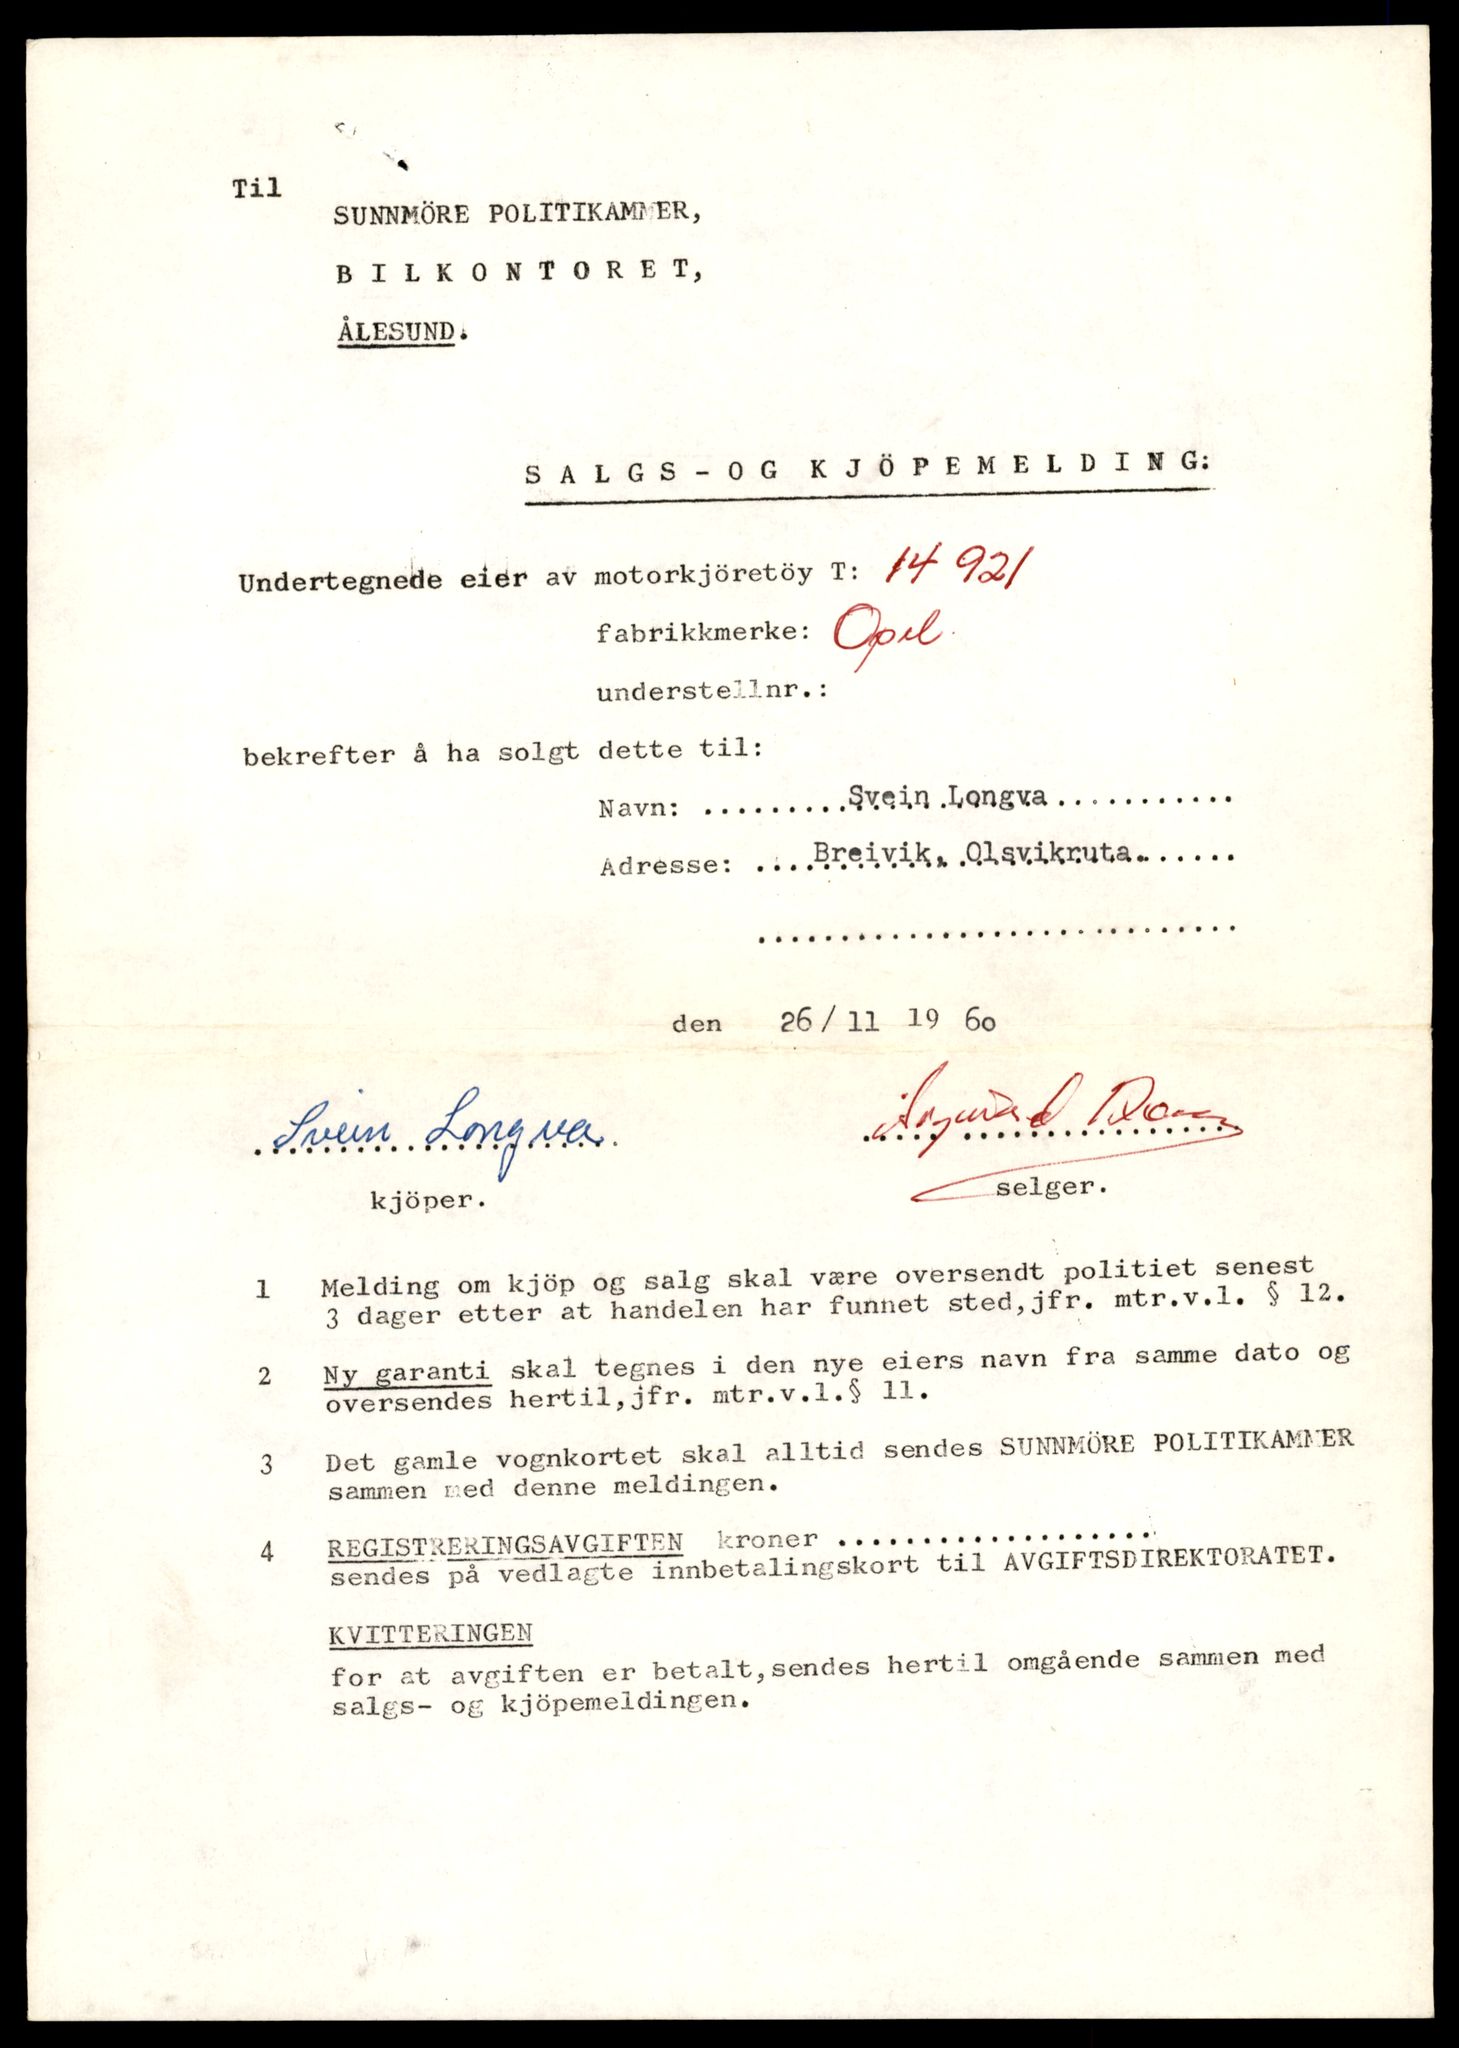 Til
SUNNMÖRE POLITIKAMMER,
BILKONTORET,
ÅLESUND.
SALGS-OG KJÖPEMELDING:
Undertegnede eier av motorkjöretöy T: 14 921
fabrikkmerke: Opel
understellnr.:
bekrefter å ha solgt dette til:
Navn: .........Svein Longva...........
Adresse: ....Breivik, Olsvikruta.......
..............................
den 26/11 1960
Svein Longva
kjöper.
selger.
1 Melding om kjöp og salg skal være oversendt politiet senest
3 dager etter at handelen har funnet sted,jfr. mtr.v.l. § 12.
2 Ny garanti skal tegnes i den nye eiers navn fra samme dato og
oversendes hertil,jfr. mtr.v.l.§ 11.
3 Det gamle vognkortet skal alltid sendes SUNNMÖRE POLITIKAMMER
sammen med denne meldingen.
4 REGISTRERINGSAVGIFTEN kroner ....................
sendes på vedlagte innbetalingskort til AVGIFTSDIREKTORATET.
KVITTERINGEN
for at avgiften er betalt,sendes hertil omgående sammen med
salgs- og kjöpemeldingen.